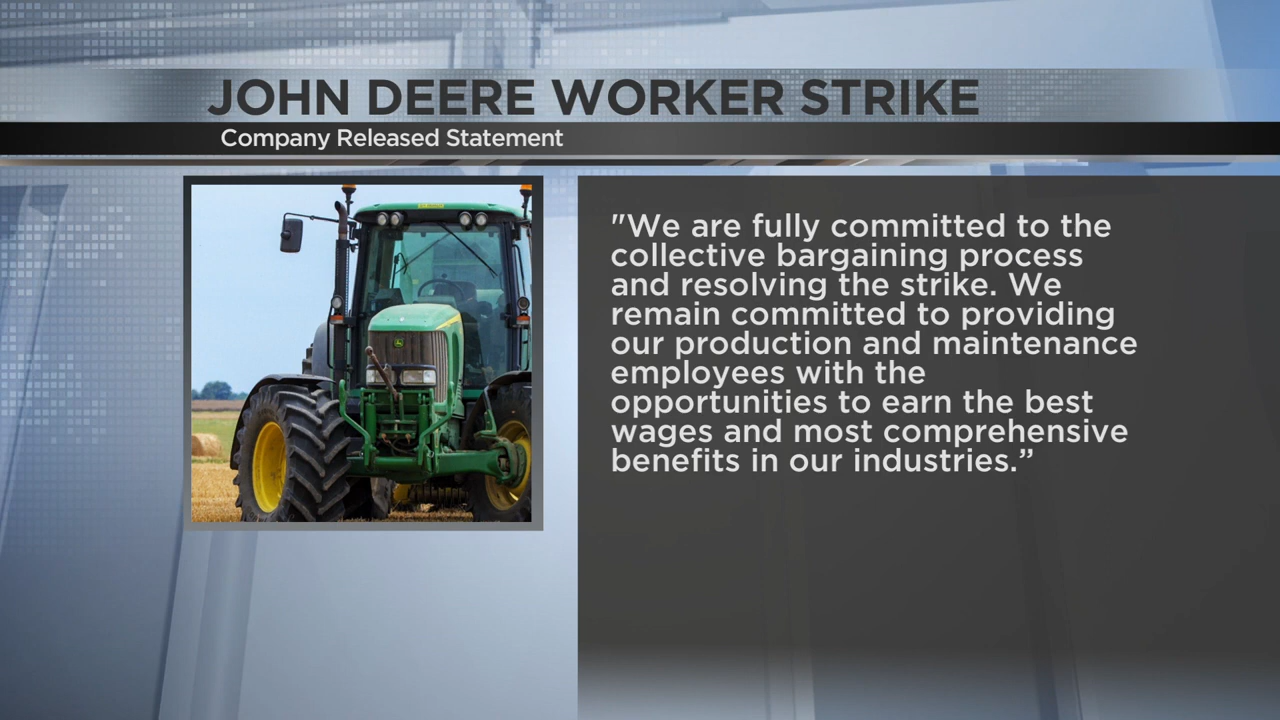 JOHN DEERE WORKER STRIKE
Company Released Statement
"We are fully committed to the
collective bargaining process
and resolving the strike. We
remain committed to providing
our production and maintenance
employees with the
opportunities to earn the best
wages and most comprehensive
benefits in our industries.”